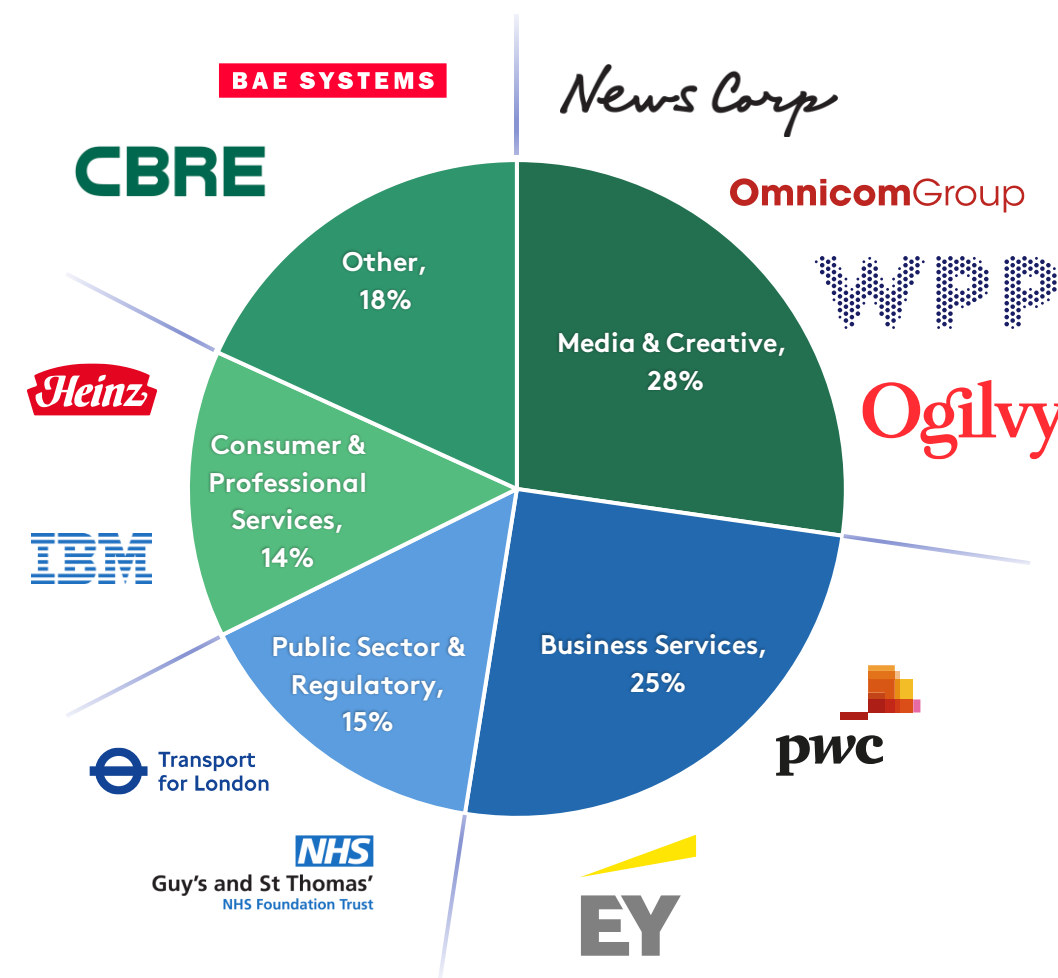 BAE SYSTEMS
News Corp
CBRE
OmnicomGroup
WPP
Other,
18%
Media & Creative,
28%
Heinz
Ogilvy
Consumer &
Professional
Services,
14%
IBM
Public Sector &
Regulatory,
15%
Business Services,
25%
pwc
Transport
for London
NHS
Guy's and St Thomas'
NHS Foundation Trust
EY